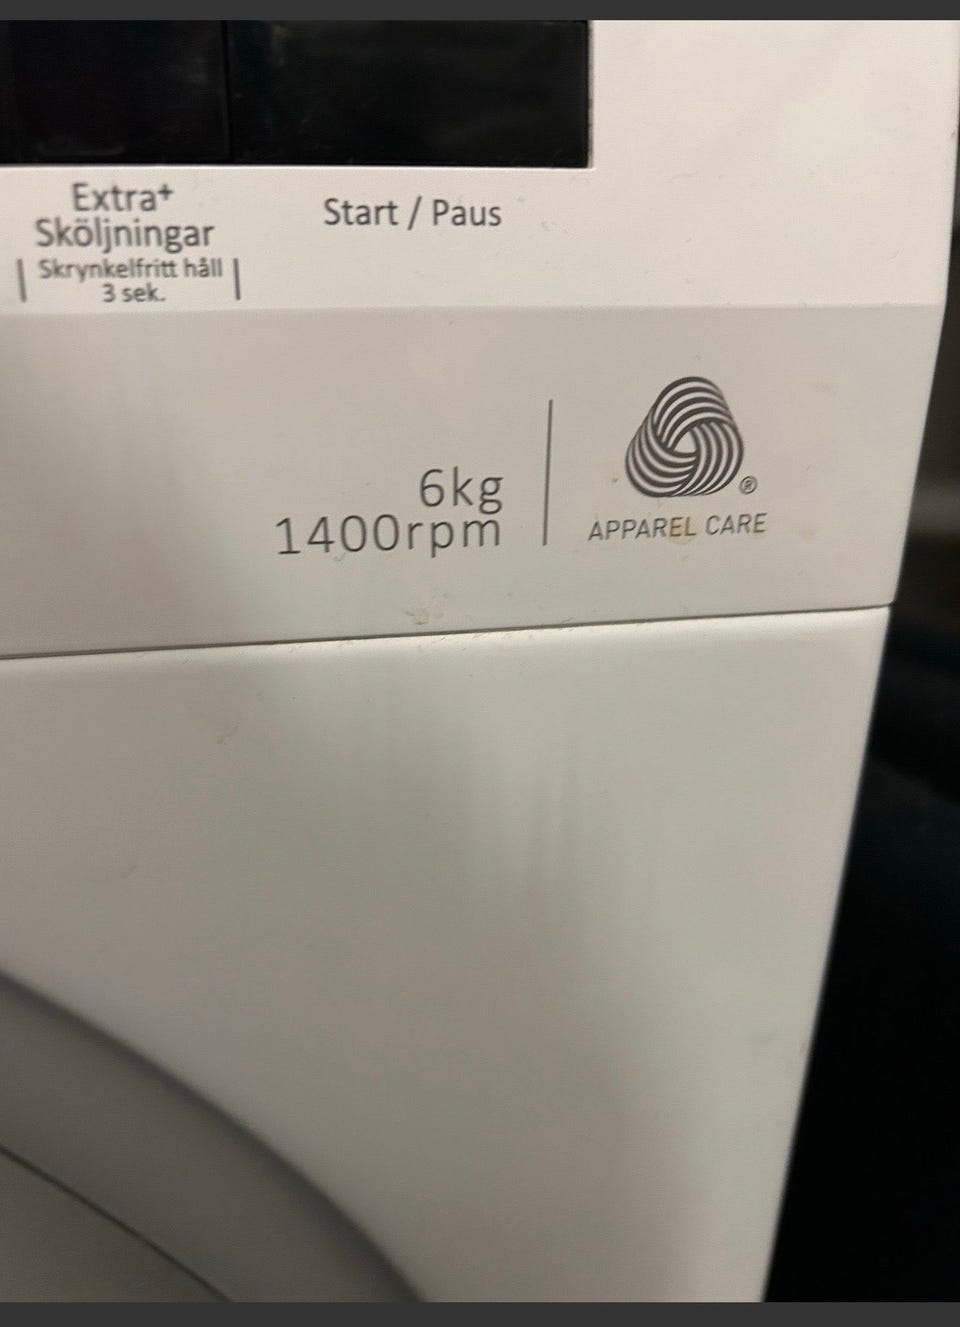 Extra+
Sköljningar
Skrynkelfritt håll
3 sek.
Start / Paus
6kg
1400rpm
®
APPAREL CARE